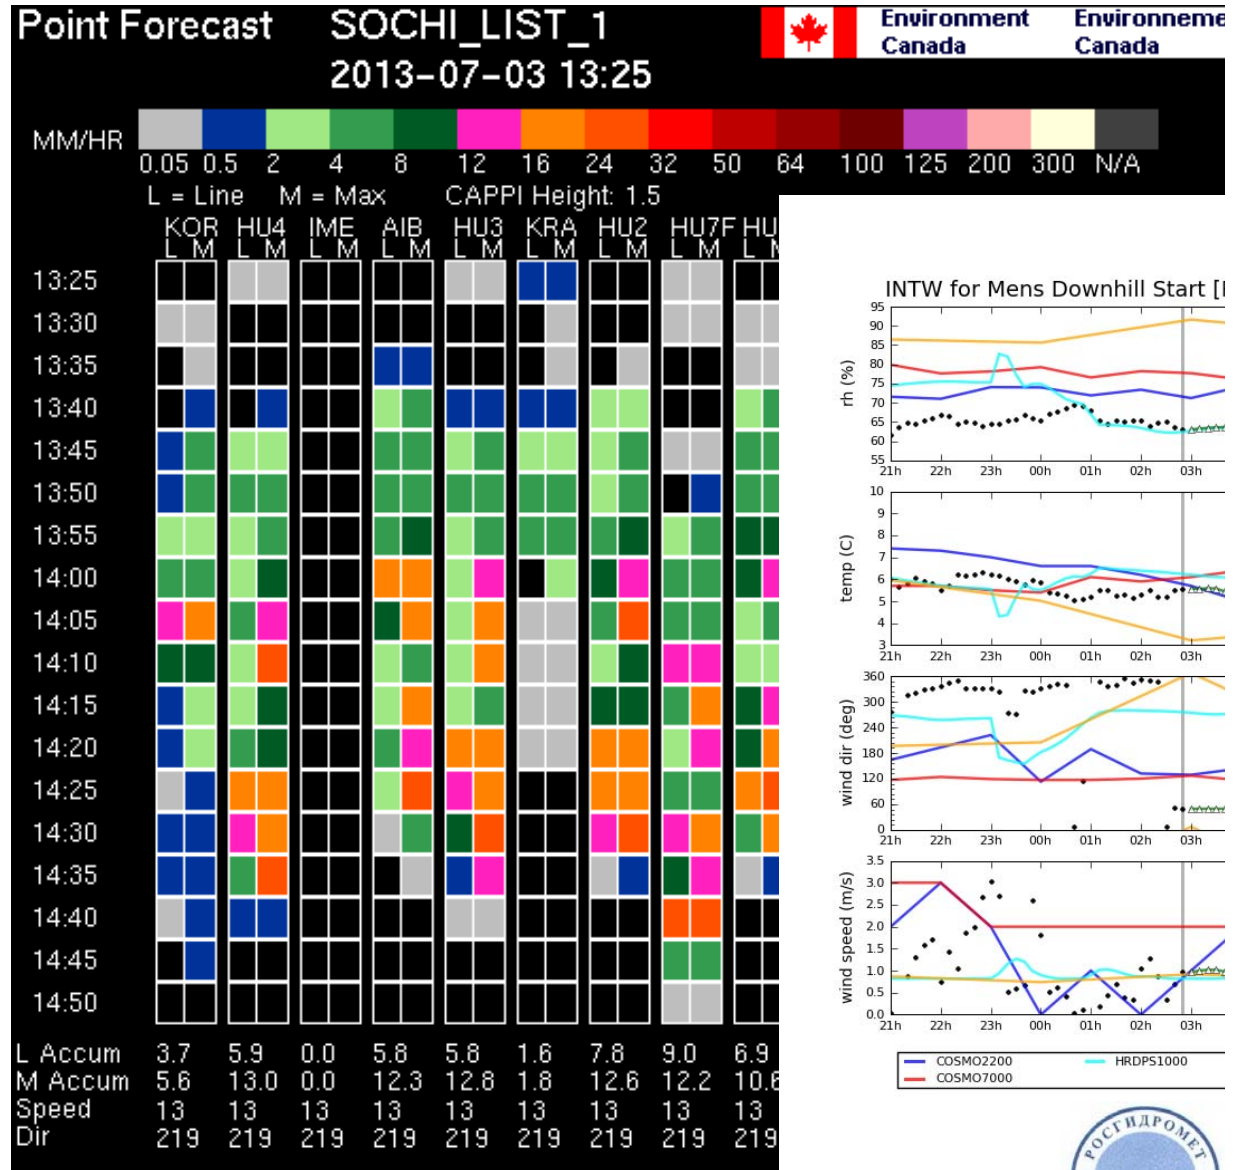 Point Forecast SOCHI_LIST_1
2013-07-03 13:25
Environment
Canada
Environneme
Canada
MM/HR
0.05 0.5 2 4 8 12 16 24 32 50 64 100 125 200 300 N/A
L = Line M = Max CAPPI Height: 1.5
KOR HU4 IME AIB HU3 KRA HU2 HU7F HU
L M L M L M L M L M L M L M L M L M
13:25
13:30
13:35
13:40
13:45
13:50
13:55
14:00
14:05
14:10
14:15
14:20
14:25
14:30
14:35
14:40
14:45
14:50
L Accum 3.7 5.9 0.0 5.8 5.8 1.6 7.8 9.0 6.9
M Accum 5.6 13.0 0.0 12.3 12.8 1.8 12.6 12.2 10.6
Speed 13 13 13 13 13 13 13 13 13
Dir 219 219 219 219 219 219 219 219 219
INTW for Mens Downhill Start
rh (%)
95
90
85
80
75
70
65
60
55
21h 22h 23h 00h 01h 02h 03h
temp (C)
10
9
8
7
6
5
4
3
21h 22h 23h 00h 01h 02h 03h
wind dir (deg)
360
300
240
180
120
60
0
21h 22h 23h 00h 01h 02h 03h
wind speed (m/s)
3.5
3.0
2.5
2.0
1.5
1.0
0.5
0.0
21h 22h 23h 00h 01h 02h 03h
COSMO2200 HRDPS1000
COSMO7000
РОСГИДРОМЕТ